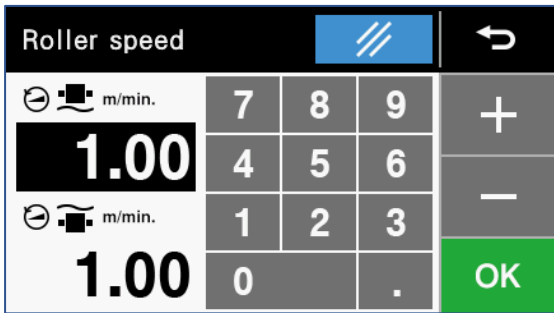 Roller speed
m/min.
1.00
m/min.
1.00
7 8 9
4 5 6
1 2 3
0 .
+
−
OK